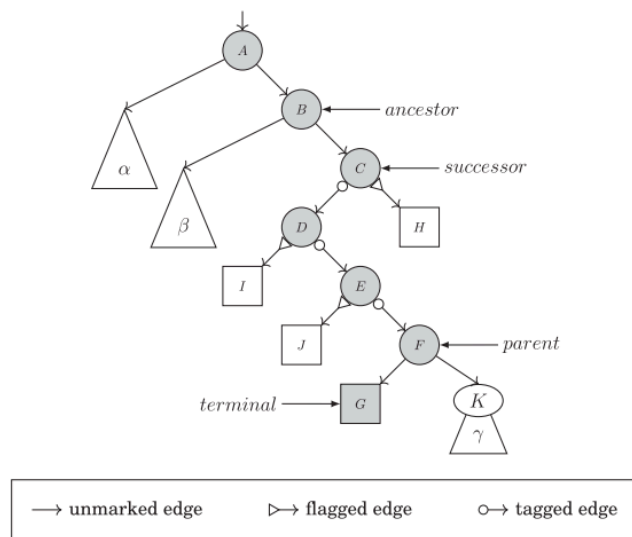 A
B
ancestor
α
C
successor
β
D
H
I
E
J
F
parent
terminal
G
K
γ
unmarked edge
flagged edge
tagged edge